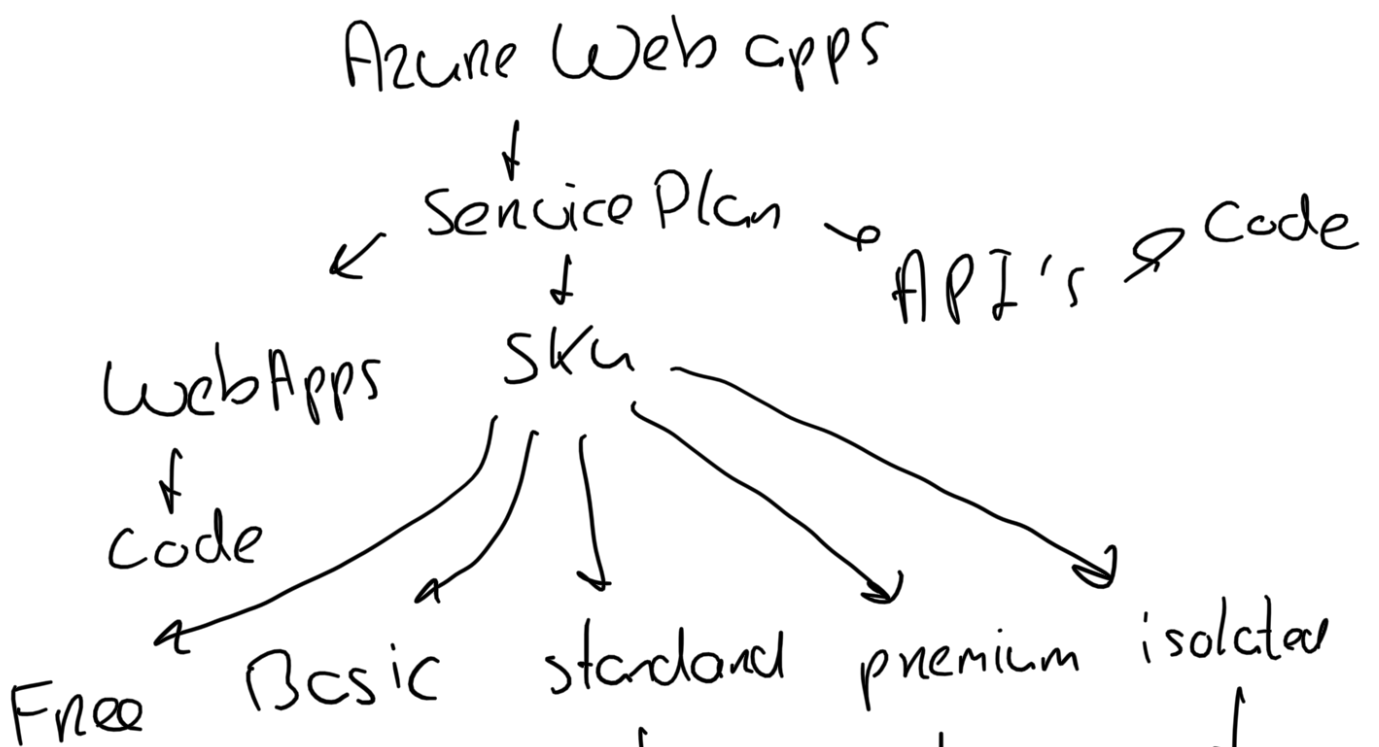 Azure Web apps
Service Plan
Code
API's
SKU
WebApps
Code
Free
Basic
standard
premium
isolated